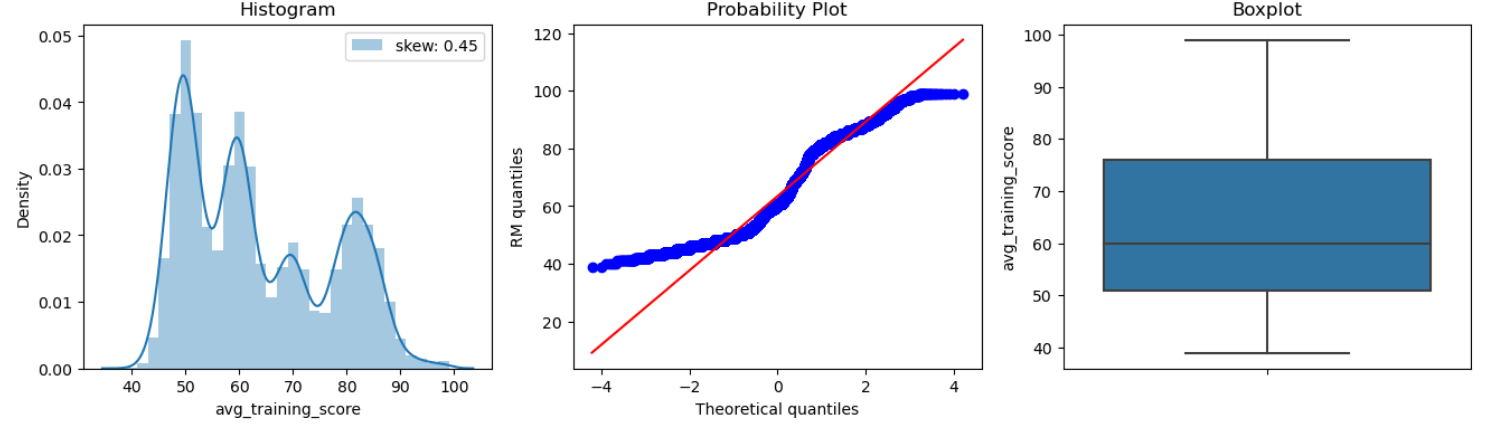 Histogram
skew: 0.45
0.05
0.04
0.03
0.02
0.01
0.00
Density
40 50 60 70 80 90 100
avg_training_score
Probability Plot
120
100
80
60
40
20
RM quantiles
−4 −2 0 2 4
Theoretical quantiles
Boxplot
100
90
80
70
60
50
40
avg_training_score